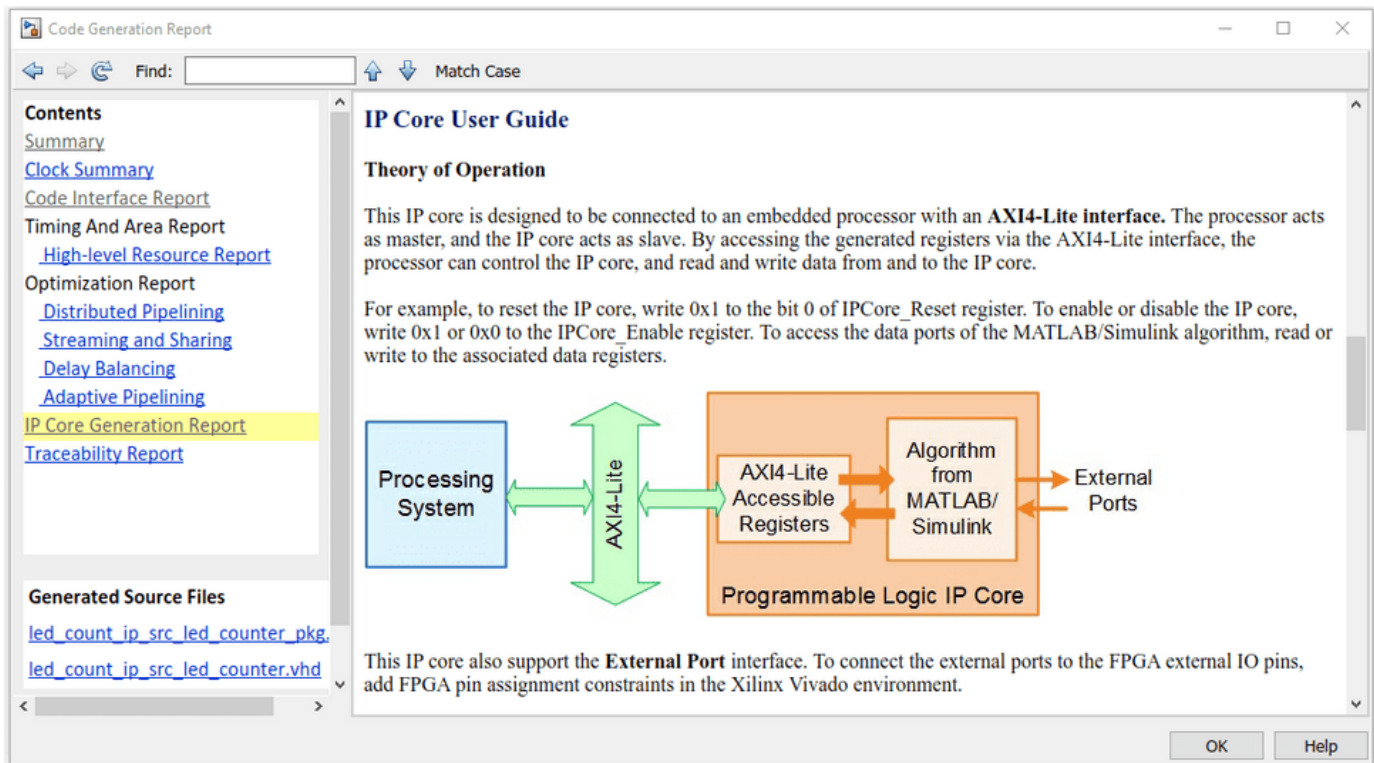 Code Generation Report
Find:
Match Case
Contents
Summary
Clock Summary
Code Interface Report
Timing And Area Report
High-level Resource Report
Optimization Report
Distributed Pipelining
Streaming and Sharing
Delay Balancing
Adaptive Pipelining
IP Core Generation Report
Traceability Report
Generated Source Files
led_count_ip_src_led_counter_pkg.
led_count_ip_src_led_counter.vhd
IP Core User Guide
Theory of Operation
This IP core is designed to be connected to an embedded processor with an AXI4-Lite interface. The processor acts
as master, and the IP core acts as slave. By accessing the generated registers via the AXI4-Lite interface, the
processor can control the IP core, and read and write data from and to the IP core.
For example, to reset the IP core, write 0x1 to the bit 0 of IPCore_Reset register. To enable or disable the IP core,
write 0x1 or 0x0 to the IPCore_Enable register. To access the data ports of the MATLAB/Simulink algorithm, read or
write to the associated data registers.
Processing
System
AXI4-Lite
AXI4-Lite
Accessible
Registers
Algorithm
from
MATLAB/
Simulink
External
Ports
Programmable Logic IP Core
This IP core also support the External Port interface. To connect the external ports to the FPGA external IO pins,
add FPGA pin assignment constraints in the Xilinx Vivado environment.
OK
Help